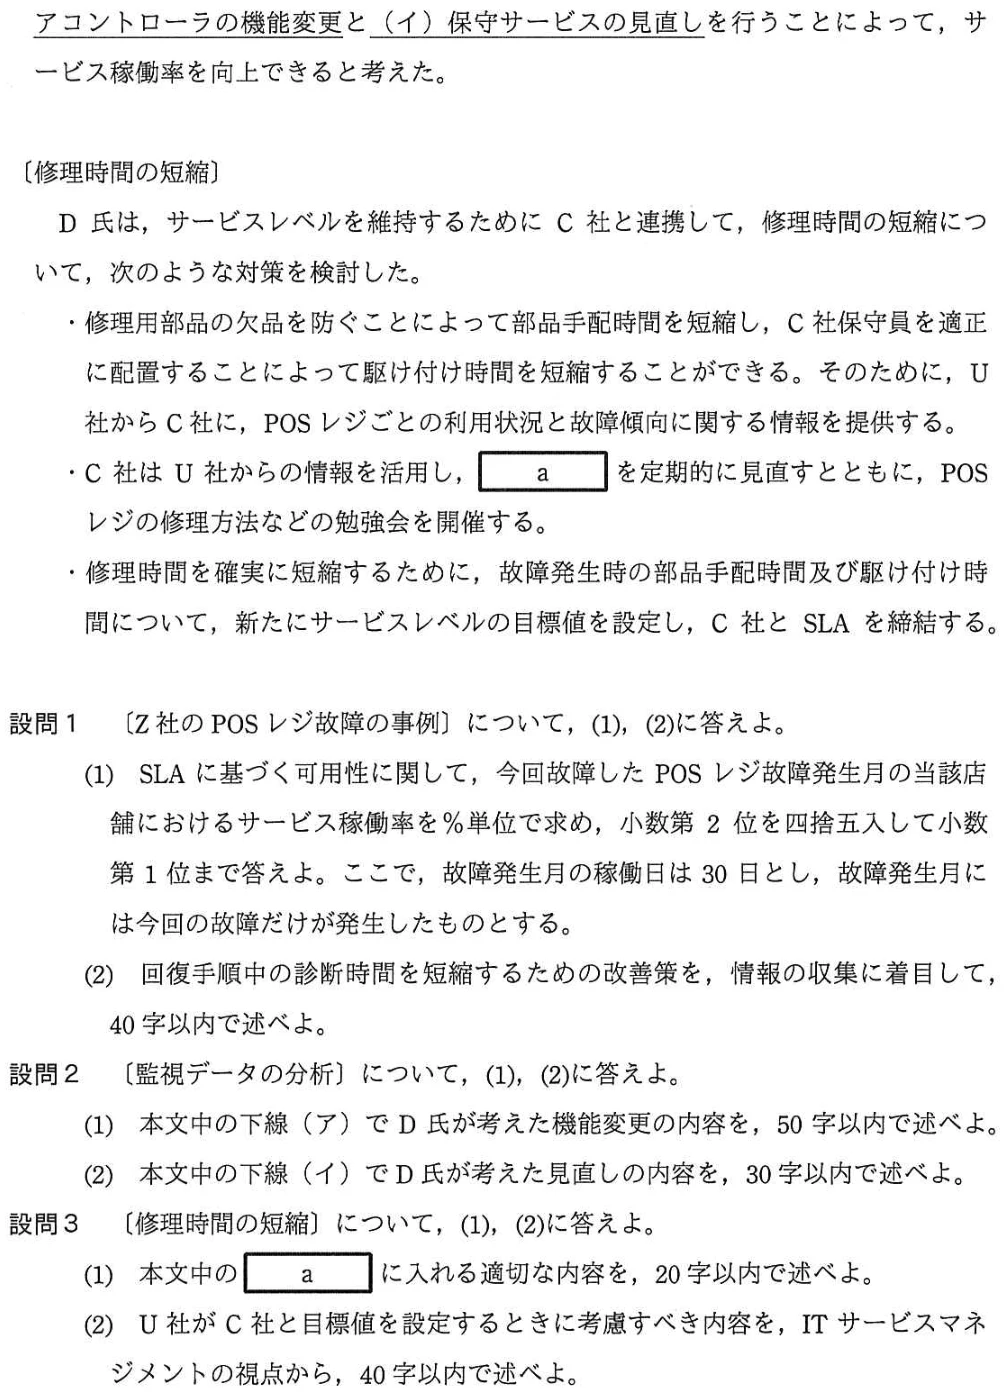 アコントローラの機能変更と（イ）保守サービスの見直しを行うことによって，サ
ービス稼働率を向上できると考えた。
〔修理時間の短縮〕
D 氏は，サービスレベルを維持するために C 社と連携して，修理時間の短縮につ
いて，次のような対策を検討した。
・修理用部品の欠品を防ぐことによって部品手配時間を短縮し，C 社保守員を適正
に配置することによって駆け付け時間を短縮することができる。そのために，U
社から C 社に，POS レジごとの利用状況と故障傾向に関する情報を提供する。
・C 社は U 社からの情報を活用し， a を定期的に見直すとともに，POS
レジの修理方法などの勉強会を開催する。
・修理時間を確実に短縮するために，故障発生時の部品手配時間及び駆け付け時
間について，新たにサービスレベルの目標値を設定し，C 社と SLA を締結する。
設問１ 〔Z 社の POS レジ故障の事例〕について，(1)，(2)に答えよ。
(1) SLA に基づく可用性に関して，今回故障した POS レジ故障発生月の当該店
舗におけるサービス稼働率を％単位で求め，小数第 2 位を四捨五入して小数
第 1 位まで答えよ。ここで，故障発生月の稼働日は 30 日とし，故障発生月に
は今回の故障だけが発生したものとする。
(2) 回復手順中の診断時間を短縮するための改善策を，情報の収集に着目して，
40 字以内で述べよ。
設問２ 〔監視データの分析〕について，(1)，(2)に答えよ。
(1) 本文中の下線（ア）で D 氏が考えた機能変更の内容を，50 字以内で述べよ。
(2) 本文中の下線（イ）で D 氏が考えた見直しの内容を，30 字以内で述べよ。
設問３ 〔修理時間の短縮〕について，(1)，(2)に答えよ。
(1) 本文中の a に入れる適切な内容を，20 字以内で述べよ。
(2) U 社が C 社と目標値を設定するときに考慮すべき内容を，IT サービスマネ
ジメントの視点から，40 字以内で述べよ。